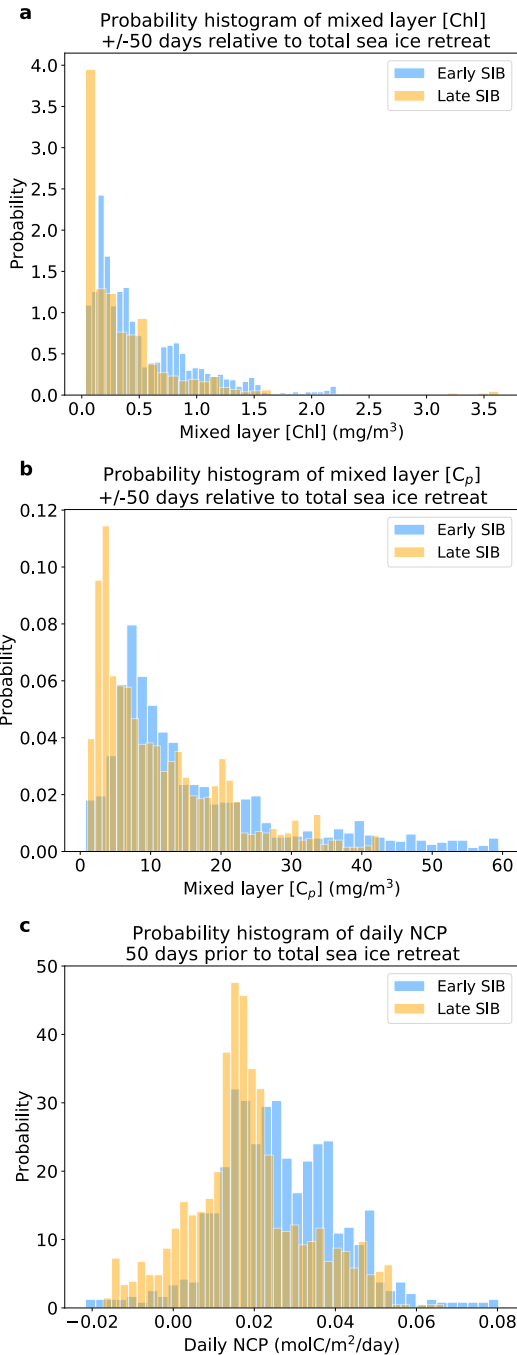 a
Probability histogram of mixed layer [Chl]
+/-50 days relative to total sea ice retreat
Early SIB
Late SIB
4.0
3.5
3.0
2.5
2.0
1.5
1.0
0.5
0.0
Probability
0.0 0.5 1.0 1.5 2.0 2.5 3.0 3.5
Mixed layer [Chl] (mg/m³)
b
Probability histogram of mixed layer [Cₚ]
+/-50 days relative to total sea ice retreat
Early SIB
Late SIB
0.12
0.10
0.08
0.06
0.04
0.02
0.00
Probability
0 10 20 30 40 50 60
Mixed layer [Cₚ] (mg/m³)
c
Probability histogram of daily NCP
50 days prior to total sea ice retreat
Early SIB
Late SIB
50
40
30
20
10
0
Probability
−0.02 0.00 0.02 0.04 0.06 0.08
Daily NCP (molC/m²/day)